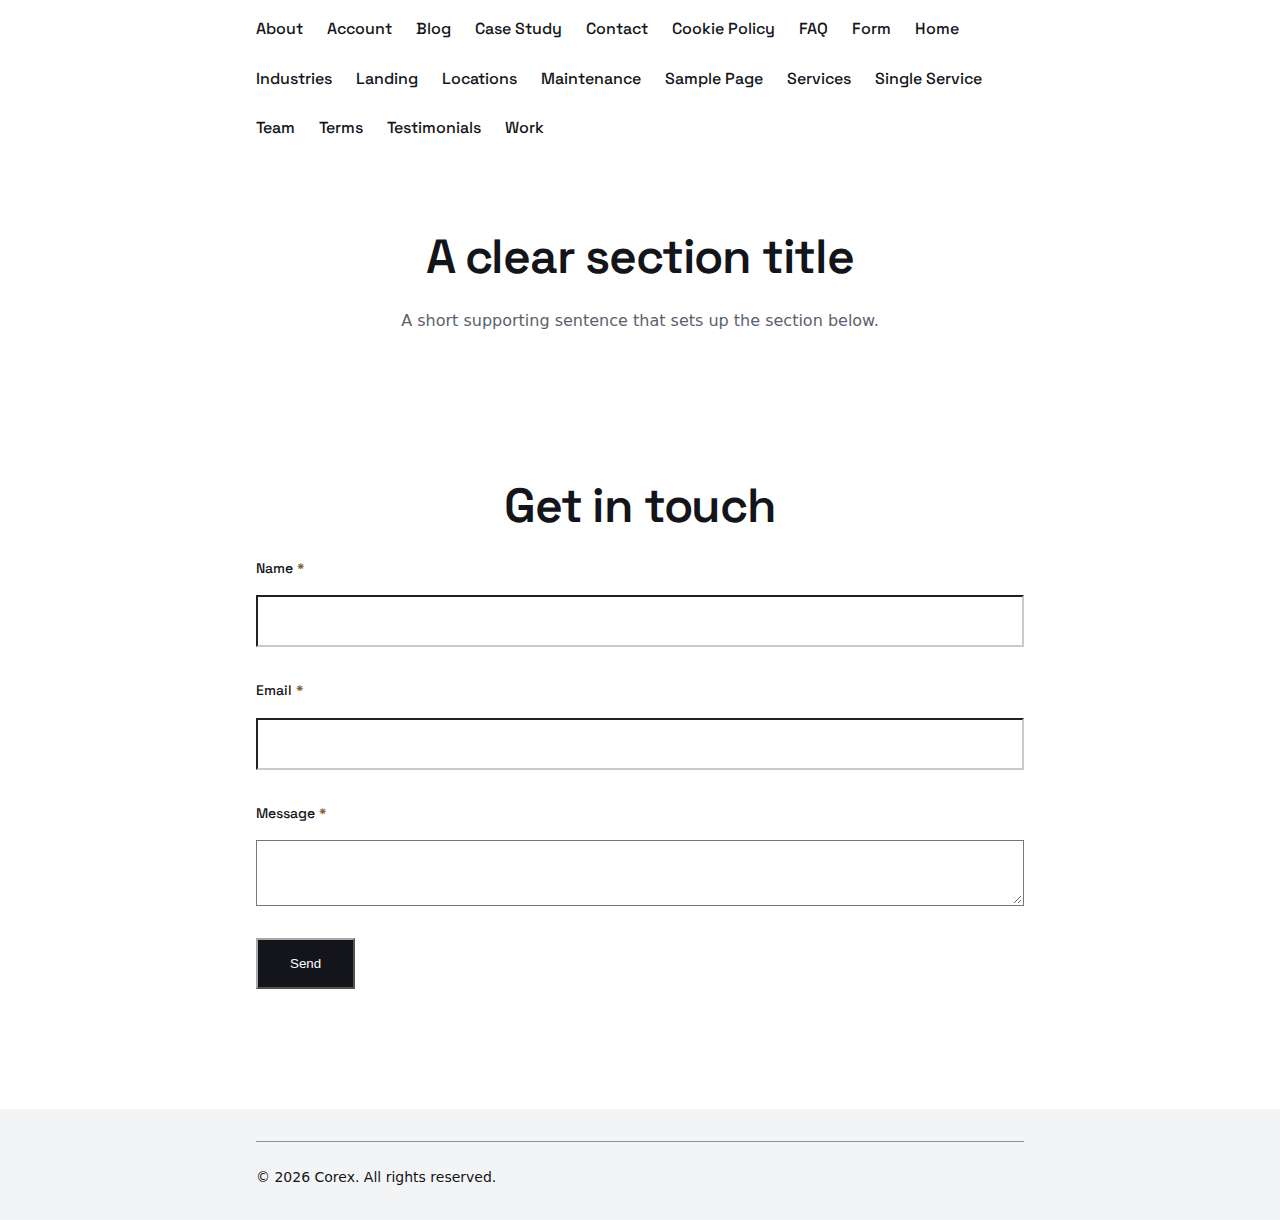 About Account Blog Case Study Contact Cookie Policy FAQ Form Home
Industries Landing Locations Maintenance Sample Page Services Single Service
Team Terms Testimonials Work
A clear section title
A short supporting sentence that sets up the section below.
Get in touch
Name *
Email *
Message *
Send
© 2026 Corex. All rights reserved.